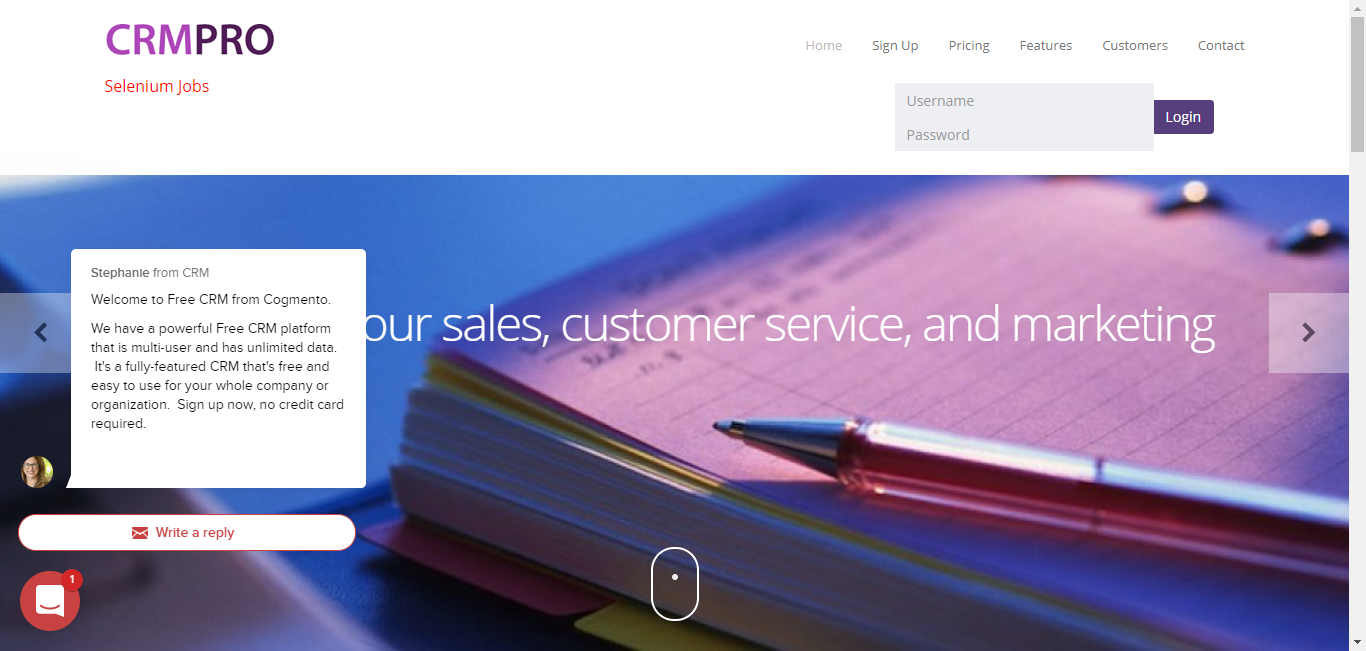 CRMPRO
Home Sign Up Pricing Features Customers Contact
Selenium Jobs
Username
Password
Login
Stephanie from CRM
Welcome to Free CRM from Cogmento.
We have a powerful Free CRM platform
that is multi-user and has unlimited data.
It's a fully-featured CRM that's free and
easy to use for your whole company or
organization. Sign up now, no credit card
required.
our sales, customer service, and marketing
Write a reply
1